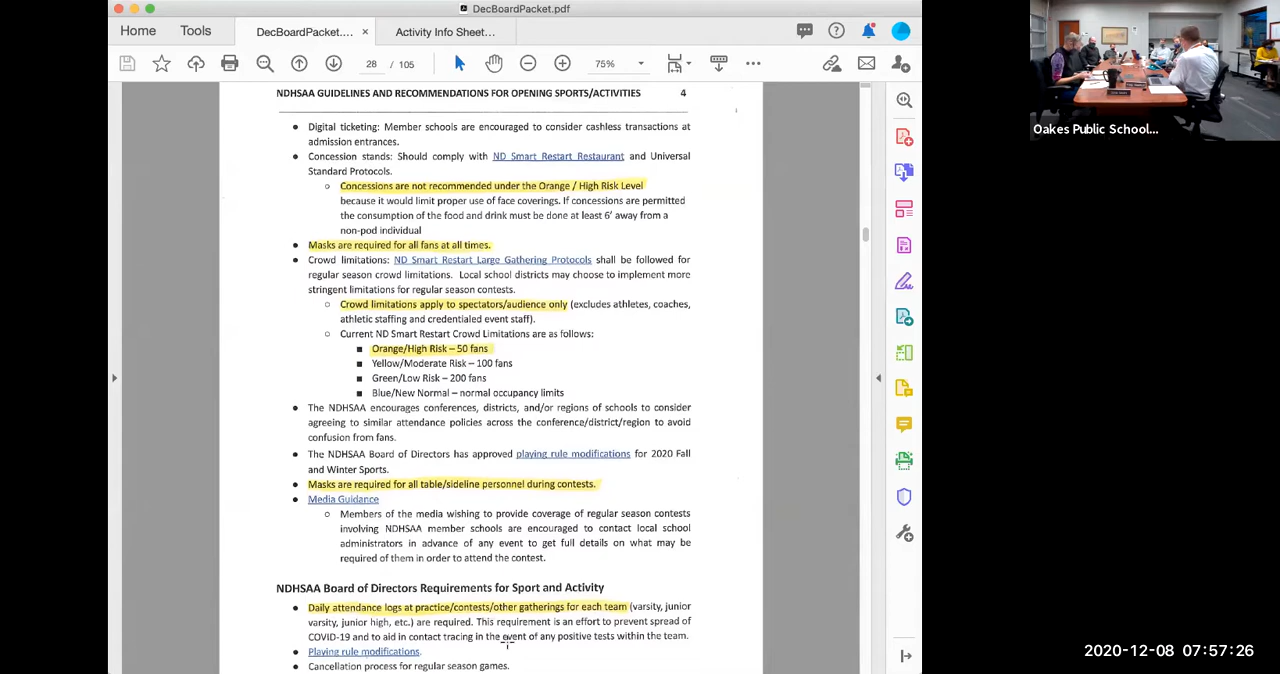 DecBoardPacket.pdf
Home
Tools
DecBoardPacket.... ×
Activity Info Sheet...
28 / 105
75%
NDHSAA GUIDELINES AND RECOMMENDATIONS FOR OPENING SPORTS/ACTIVITIES 4
• Digital ticketing: Member schools are encouraged to consider cashless transactions at
admission entrances.
• Concession stands: Should comply with ND Smart Restart Restaurant and Universal
Standard Protocols.
○ Concessions are not recommended under the Orange / High Risk Level
because it would limit proper use of face coverings. If concessions are permitted
the consumption of the food and drink must be done at least 6' away from a
non-pod individual
• Masks are required for all fans at all times.
• Crowd limitations: ND Smart Restart Large Gathering Protocols shall be followed for
regular season crowd limitations. Local school districts may choose to implement more
stringent limitations for regular season contests.
○ Crowd limitations apply to spectators/audience only (excludes athletes, coaches,
athletic staffing and credentialed event staff).
○ Current ND Smart Restart Crowd Limitations are as follows:
■ Orange/High Risk – 50 fans
■ Yellow/Moderate Risk – 100 fans
■ Green/Low Risk – 200 fans
■ Blue/New Normal – normal occupancy limits
• The NDHSAA encourages conferences, districts, and/or regions of schools to consider
agreeing to similar attendance policies across the conference/district/region to avoid
confusion from fans.
• The NDHSAA Board of Directors has approved playing rule modifications for 2020 Fall
and Winter Sports.
• Masks are required for all table/sideline personnel during contests.
• Media Guidance
○ Members of the media wishing to provide coverage of regular season contests
involving NDHSAA member schools are encouraged to contact local school
administrators in advance of any event to get full details on what may be
required of them in order to attend the contest.
NDHSAA Board of Directors Requirements for Sport and Activity
• Daily attendance logs at practice/contests/other gatherings for each team (varsity, junior
varsity, junior high, etc.) are required. This requirement is an effort to prevent spread of
COVID-19 and to aid in contact tracing in the event of any positive tests within the team.
• Playing rule modifications.
• Cancellation process for regular season games.
Oakes Public School...
2020-12-08 07:57:26